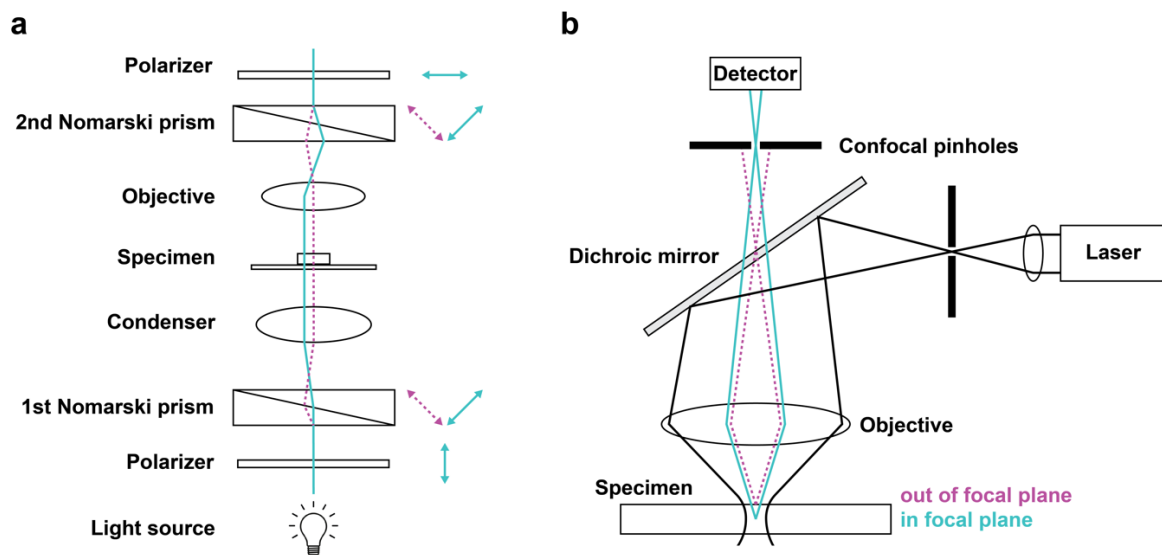 a
Polarizer
2nd Nomarski prism
Objective
Specimen
Condenser
1st Nomarski prism
Polarizer
Light source
b
Detector
Confocal pinholes
Dichroic mirror
Laser
Objective
Specimen
out of focal plane
in focal plane